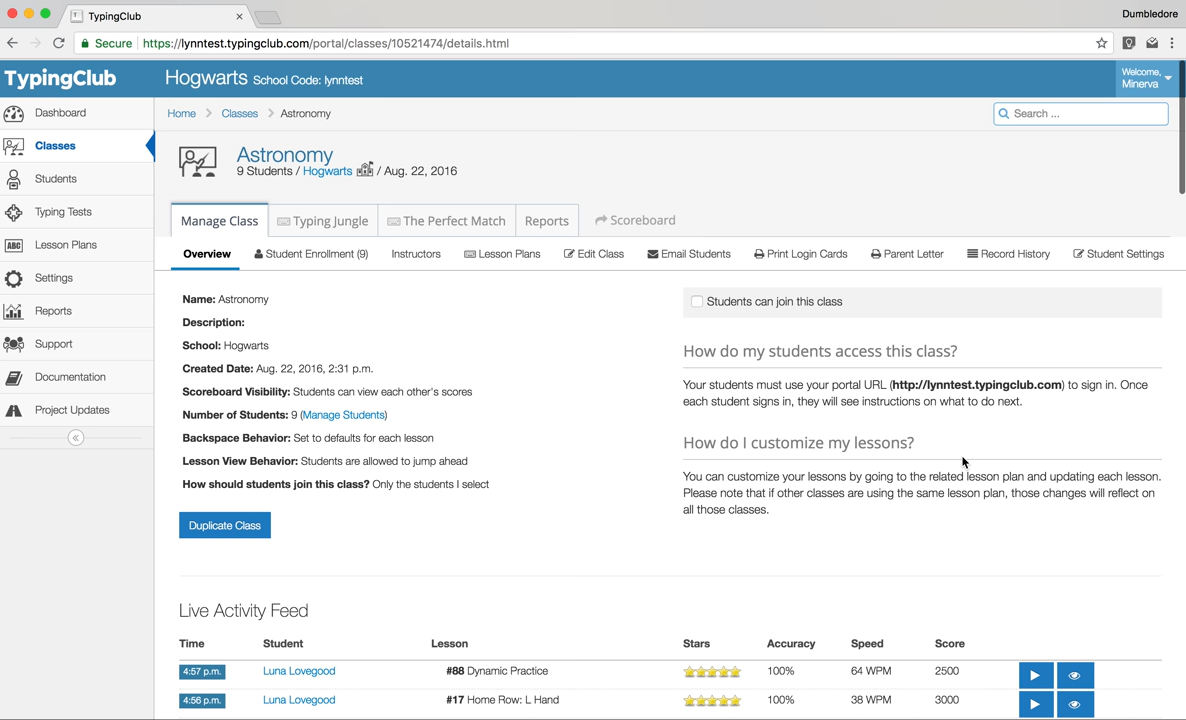 TypingClub
Dumbledore
Secure https://lynntest.typingclub.com/portal/classes/10521474/details.html
TypingClub
Hogwarts School Code: lynntest
Welcome,
Minerva
Dashboard
Classes
Students
Typing Tests
ABC Lesson Plans
Settings
Reports
Support
Documentation
Project Updates
Home Classes Astronomy
Search ...
Astronomy
9 Students / Hogwarts / Aug. 22, 2016
Manage Class Typing Jungle The Perfect Match Reports Scoreboard
Overview Student Enrollment (9) Instructors Lesson Plans Edit Class Email Students Print Login Cards Parent Letter Record History Student Settings
Name: Astronomy
Description:
School: Hogwarts
Created Date: Aug. 22, 2016, 2:31 p.m.
Scoreboard Visibility: Students can view each other's scores
Number of Students: 9 (Manage Students)
Backspace Behavior: Set to defaults for each lesson
Lesson View Behavior: Students are allowed to jump ahead
How should students join this class? Only the students I select
Duplicate Class
Students can join this class
How do my students access this class?
Your students must use your portal URL (http://lynntest.typingclub.com) to sign in. Once
each student signs in, they will see instructions on what to do next.
How do I customize my lessons?
You can customize your lessons by going to the related lesson plan and updating each lesson.
Please note that if other classes are using the same lesson plan, those changes will reflect on
all those classes.
Live Activity Feed
Time Student Lesson Stars Accuracy Speed Score
4:57 p.m. Luna Lovegood #88 Dynamic Practice 100% 64 WPM 2500
4:56 p.m. Luna Lovegood #17 Home Row: L Hand 100% 38 WPM 3000